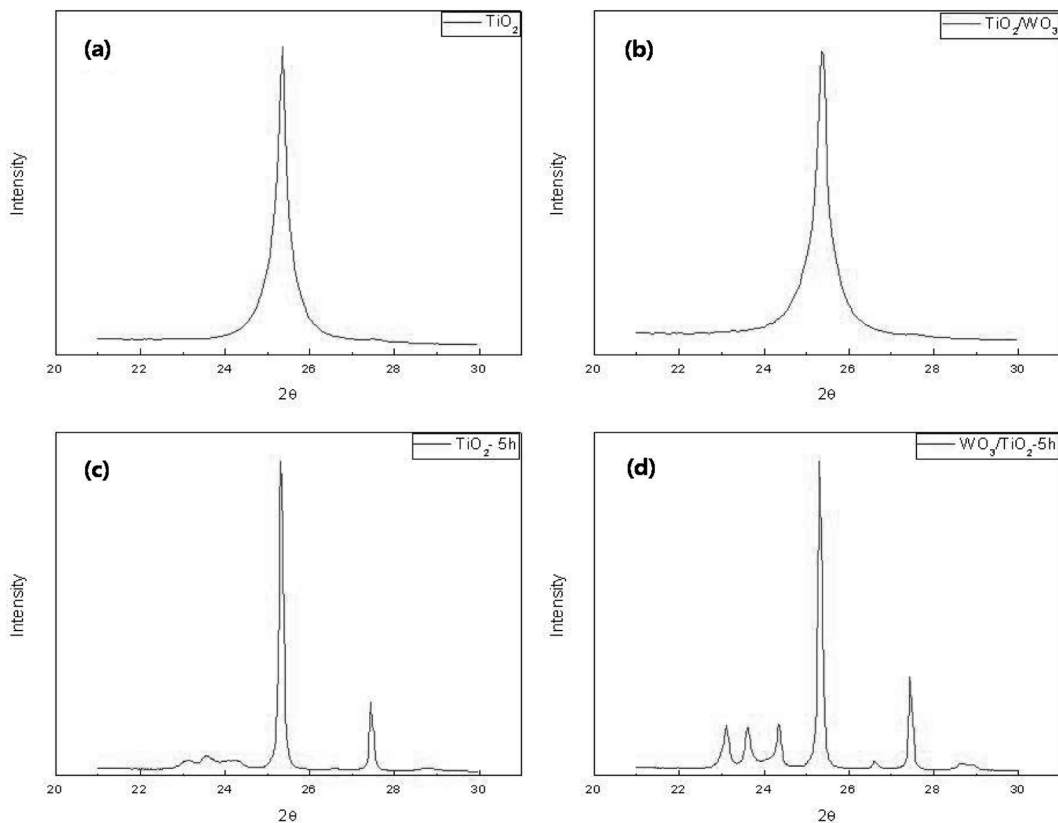 (a)
TiO₂
Intensity
20 22 24 26 28 30
2θ
(b)
TiO₂/WO₃
Intensity
20 22 24 26 28 30
2θ
(c)
TiO₂- 5h
Intensity
20 22 24 26 28 30
2θ
(d)
WO₃/TiO₂-5h
Intensity
20 22 24 26 28 30
2θ